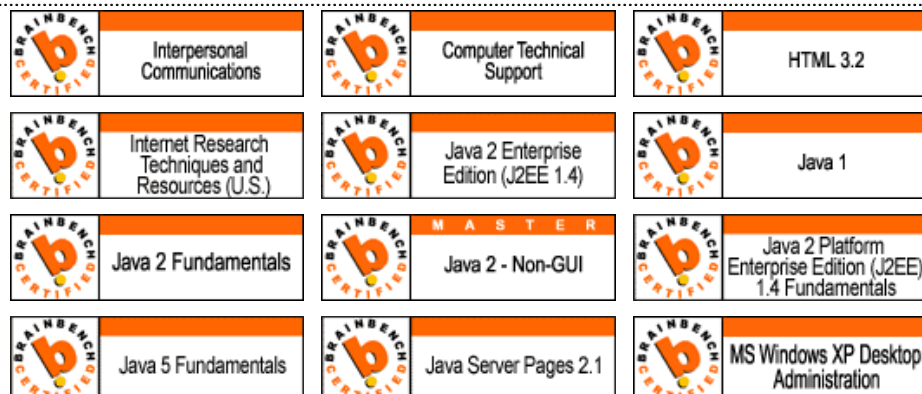 BRAINBENCH CERTIFIED
Interpersonal
Communications
BRAINBENCH CERTIFIED
Computer Technical
Support
BRAINBENCH CERTIFIED
HTML 3.2
BRAINBENCH CERTIFIED
Internet Research
Techniques and
Resources (U.S.)
BRAINBENCH CERTIFIED
Java 2 Enterprise
Edition (J2EE 1.4)
BRAINBENCH CERTIFIED
Java 1
BRAINBENCH CERTIFIED
Java 2 Fundamentals
BRAINBENCH CERTIFIED
MASTER
Java 2 - Non-GUI
BRAINBENCH CERTIFIED
Java 2 Platform
Enterprise Edition (J2EE)
1.4 Fundamentals
BRAINBENCH CERTIFIED
Java 5 Fundamentals
BRAINBENCH CERTIFIED
Java Server Pages 2.1
BRAINBENCH CERTIFIED
MS Windows XP Desktop
Administration